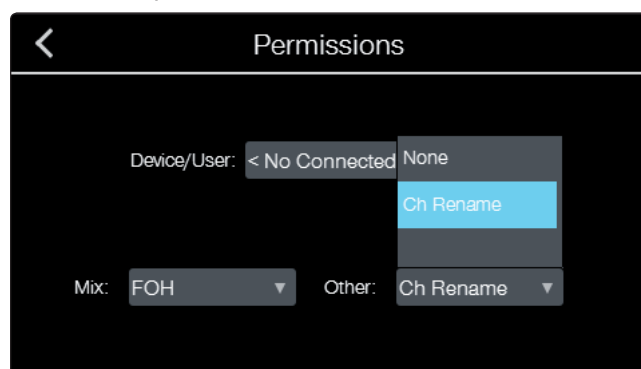 Permissions
Device/User: < No Connected
None
Ch Rename
Mix: FOH Other: Ch Rename